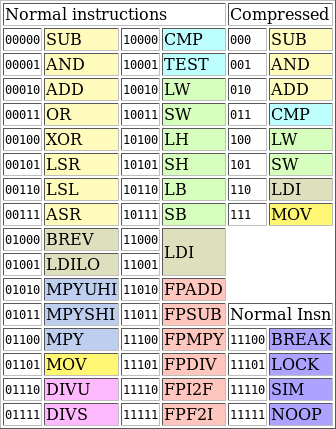 Normal instructions Compressed
00000 SUB 10000 CMP 000 SUB
00001 AND 10001 TEST 001 AND
00010 ADD 10010 LW 010 ADD
00011 OR 10011 SW 011 CMP
00100 XOR 10100 LH 100 LW
00101 LSR 10101 SH 101 SW
00110 LSL 10110 LB 110 LDI
00111 ASR 10111 SB 111 MOV
01000 BREV 11000 LDI
01001 LDILO 11001
01010 MPYUHI 11010 FPADD
01011 MPYSHI 11011 FPSUB Normal Insn
01100 MPY 11100 FPMPY 11100 BREAK
01101 MOV 11101 FPDIV 11101 LOCK
01110 DIVU 11110 FPI2F 11110 SIM
01111 DIVS 11111 FPF2I 11111 NOOP